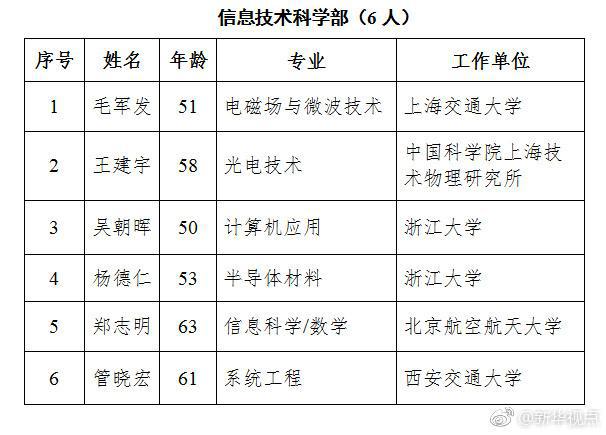 信息技术科学部（6 人）
序号 姓名 年龄 专业 工作单位
1 毛军发 51 电磁场与微波技术 上海交通大学
2 王建宇 58 光电技术 中国科学院上海技
术物理研究所
3 吴朝晖 50 计算机应用 浙江大学
4 杨德仁 53 半导体材料 浙江大学
5 郑志明 63 信息科学/数学 北京航空航天大学
6 管晓宏 61 系统工程 西安交通大学
@新华视点